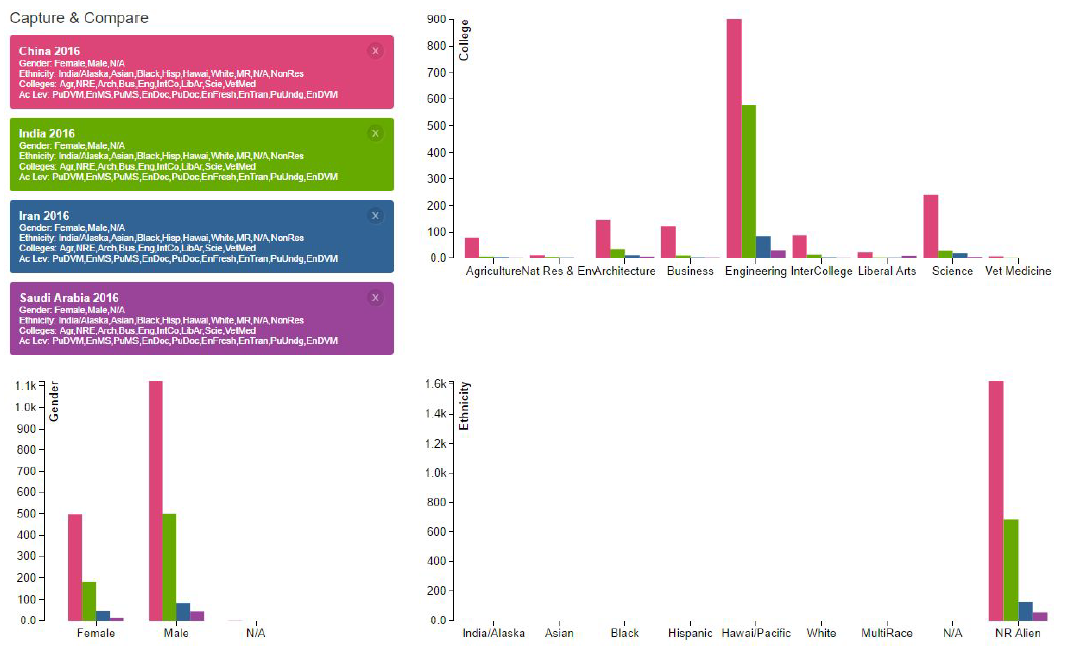 Capture & Compare
China 2016
X
Gender: Female,Male,N/A
Ethnicity: India/Alaska,Asian,Black,Hisp,Hawai,White,MR,N/A,NonRes
Colleges: Agr,NRE,Arch,Bus,Eng,IntCo,LibAr,Scie,VetMed
Ac Lev: PuDVM,EnMS,PuMS,EnDoc,PuDoc,EnFresh,EnTran,PuUndg,EnDVM
India 2016
X
Gender: Female,Male,N/A
Ethnicity: India/Alaska,Asian,Black,Hisp,Hawai,White,MR,N/A,NonRes
Colleges: Agr,NRE,Arch,Bus,Eng,IntCo,LibAr,Scie,VetMed
Ac Lev: PuDVM,EnMS,PuMS,EnDoc,PuDoc,EnFresh,EnTran,PuUndg,EnDVM
Iran 2016
X
Gender: Female,Male,N/A
Ethnicity: India/Alaska,Asian,Black,Hisp,Hawai,White,MR,N/A,NonRes
Colleges: Agr,NRE,Arch,Bus,Eng,IntCo,LibAr,Scie,VetMed
Ac Lev: PuDVM,EnMS,PuMS,EnDoc,PuDoc,EnFresh,EnTran,PuUndg,EnDVM
Saudi Arabia 2016
X
Gender: Female,Male,N/A
Ethnicity: India/Alaska,Asian,Black,Hisp,Hawai,White,MR,N/A,NonRes
Colleges: Agr,NRE,Arch,Bus,Eng,IntCo,LibAr,Scie,VetMed
Ac Lev: PuDVM,EnMS,PuMS,EnDoc,PuDoc,EnFresh,EnTran,PuUndg,EnDVM
College
900
800
700
600
500
400
300
200
100
0.0
Agriculture Nat Res & Env Architecture Business Engineering InterCollege Liberal Arts Science Vet Medicine
Gender
1.1k
1.0k
900
800
700
600
500
400
300
200
100
0.0
Female Male N/A
Ethnicity
1.6k
1.4k
1.2k
1.0k
800
600
400
200
0.0
India/Alaska Asian Black Hispanic Hawai/Pacific White MultiRace N/A NR Alien